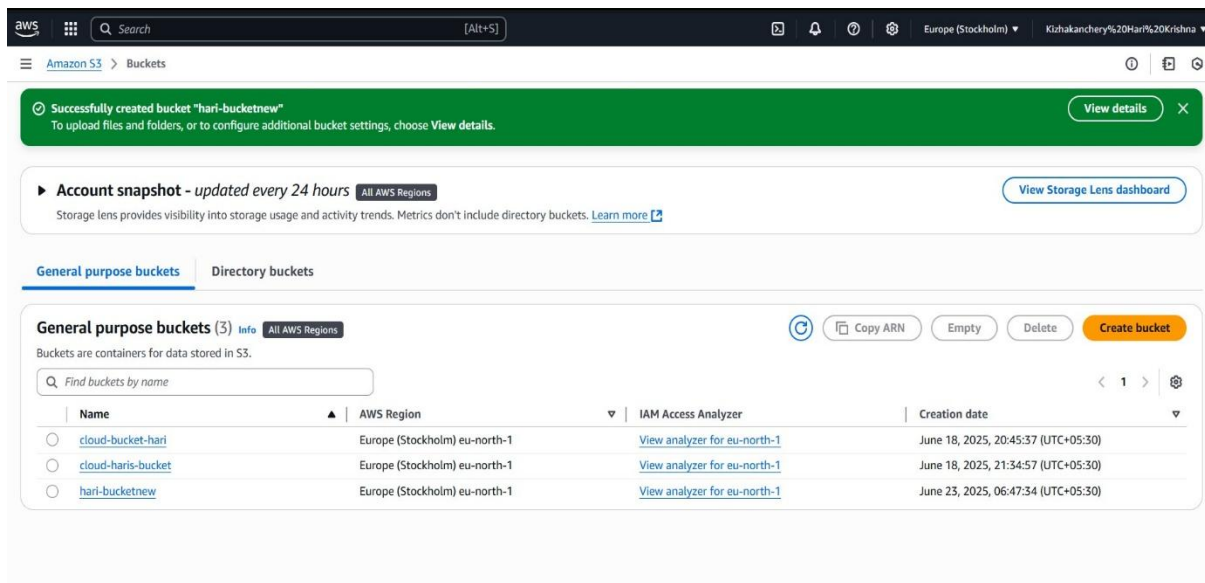 aws Search [Alt+S] Europe (Stockholm) Kizhakanchery%20Hari%20Krishna
Amazon S3 > Buckets
Successfully created bucket "hari-bucketnew" View details
To upload files and folders, or to configure additional bucket settings, choose View details.
Account snapshot - updated every 24 hours All AWS Regions View Storage Lens dashboard
Storage lens provides visibility into storage usage and activity trends. Metrics don't include directory buckets. Learn more
General purpose buckets Directory buckets
General purpose buckets (3) Info All AWS Regions Copy ARN Empty Delete Create bucket
Buckets are containers for data stored in S3.
Find buckets by name < 1 >
Name AWS Region IAM Access Analyzer Creation date
cloud-bucket-hari Europe (Stockholm) eu-north-1 View analyzer for eu-north-1 June 18, 2025, 20:45:37 (UTC+05:30)
cloud-haris-bucket Europe (Stockholm) eu-north-1 View analyzer for eu-north-1 June 18, 2025, 21:34:57 (UTC+05:30)
hari-bucketnew Europe (Stockholm) eu-north-1 View analyzer for eu-north-1 June 23, 2025, 06:47:34 (UTC+05:30)